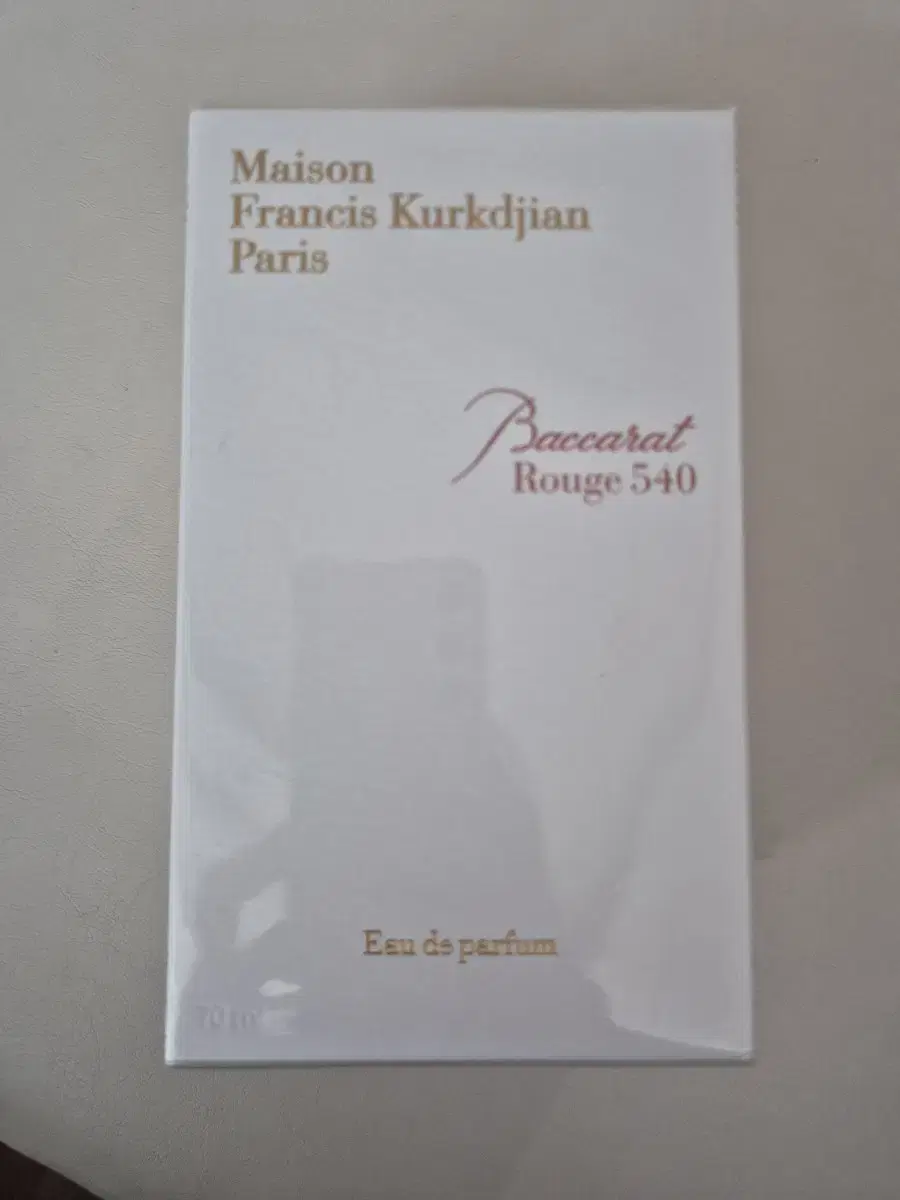 Maison
Francis Kurkdjian
Paris
Baccarat
Rouge 540
Eau de parfum